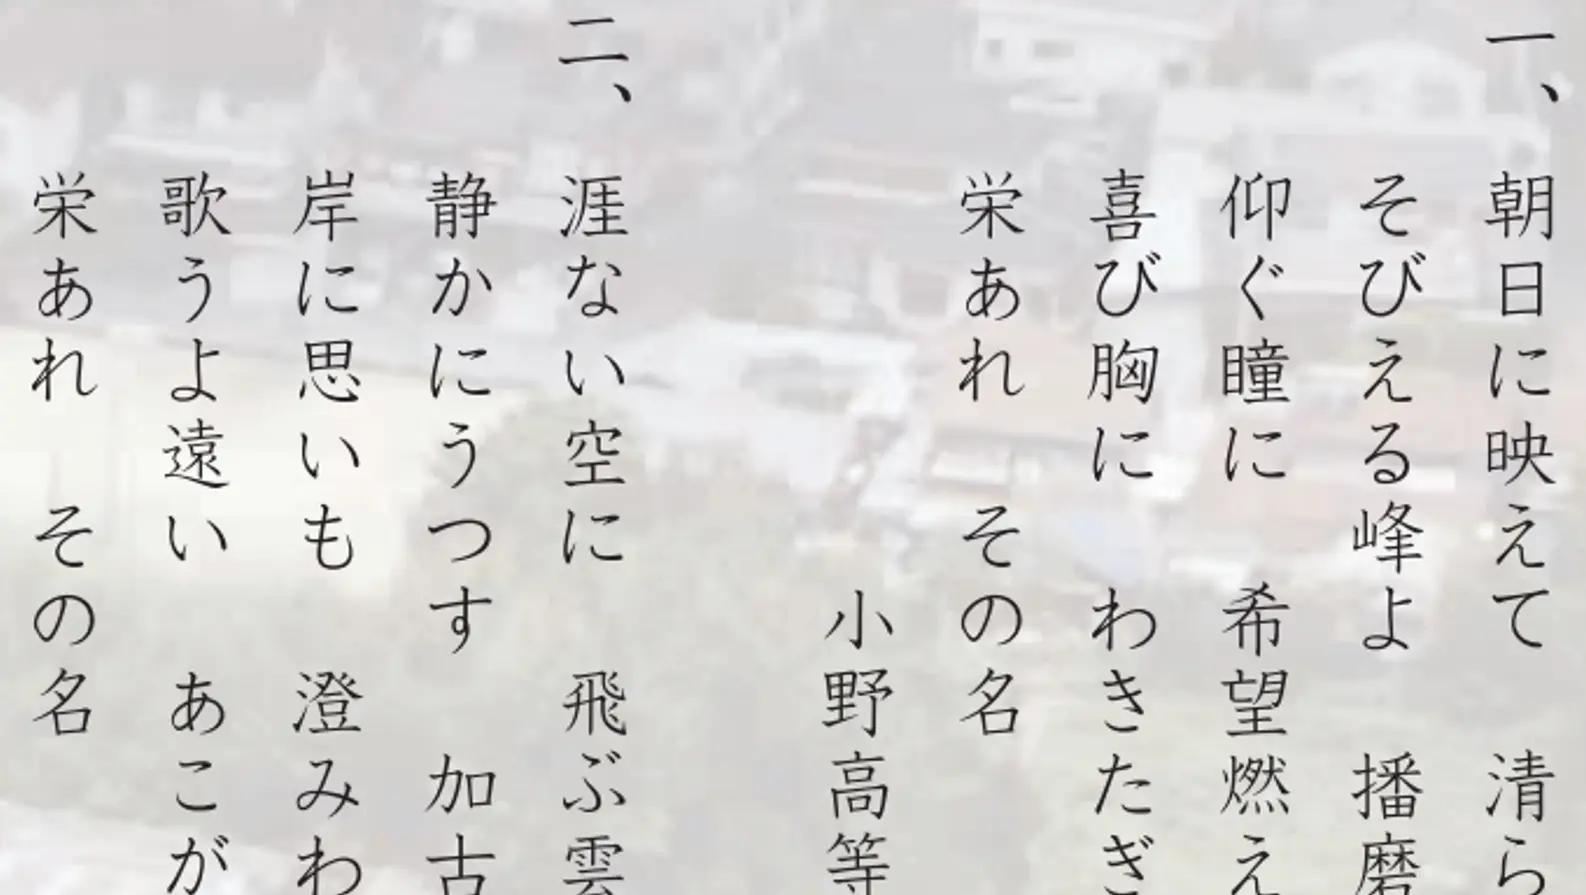 一、朝日に映えて 清ら
そびえる峰よ 播磨
仰ぐ瞳に 希望燃え
喜び胸に わきたぎ
栄あれ その名
小野高等
二、涯ない空に 飛ぶ雲
静かにうつす 加古
岸に思いも 澄みわ
歌うよ遠い あこが
栄あれ その名